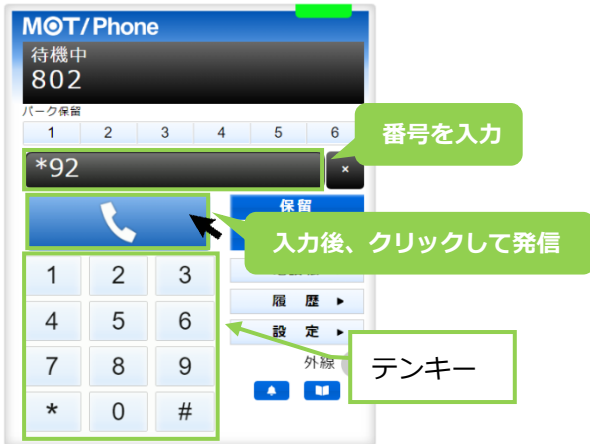 MOT/Phone
待機中
802
パーク保留
1 2 3 4 5 6
番号を入力
*92 ×
保留
入力後、クリックして発信
1 2 3
履 歴 ▶
4 5 6
設 定 ▶
外線
テンキー
7 8 9
* 0 #